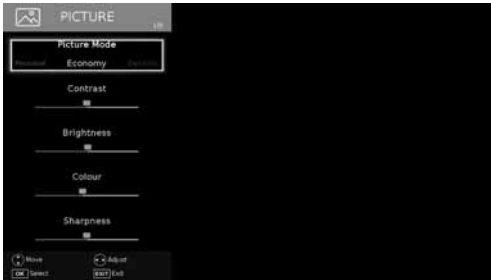 PICTURE
Picture Mode
Economy
Contrast
Brightness
Colour
Sharpness
Move Adjust
OK Select EXIT Exit